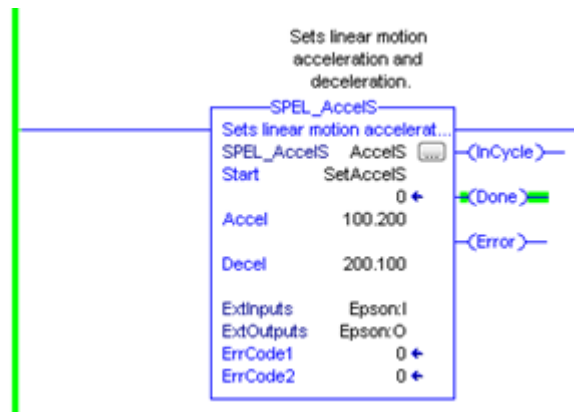 Sets linear motion
acceleration and
deceleration.
SPEL_AccelS
Sets linear motion accelerat...
SPEL_AccelS AccelS ...
(InCycle)
Start SetAccelS
0
(Done)
Accel 100.200
(Error)
Decel 200.100
ExtInputs Epson:I
ExtOutputs Epson:O
ErrCode1 0
ErrCode2 0